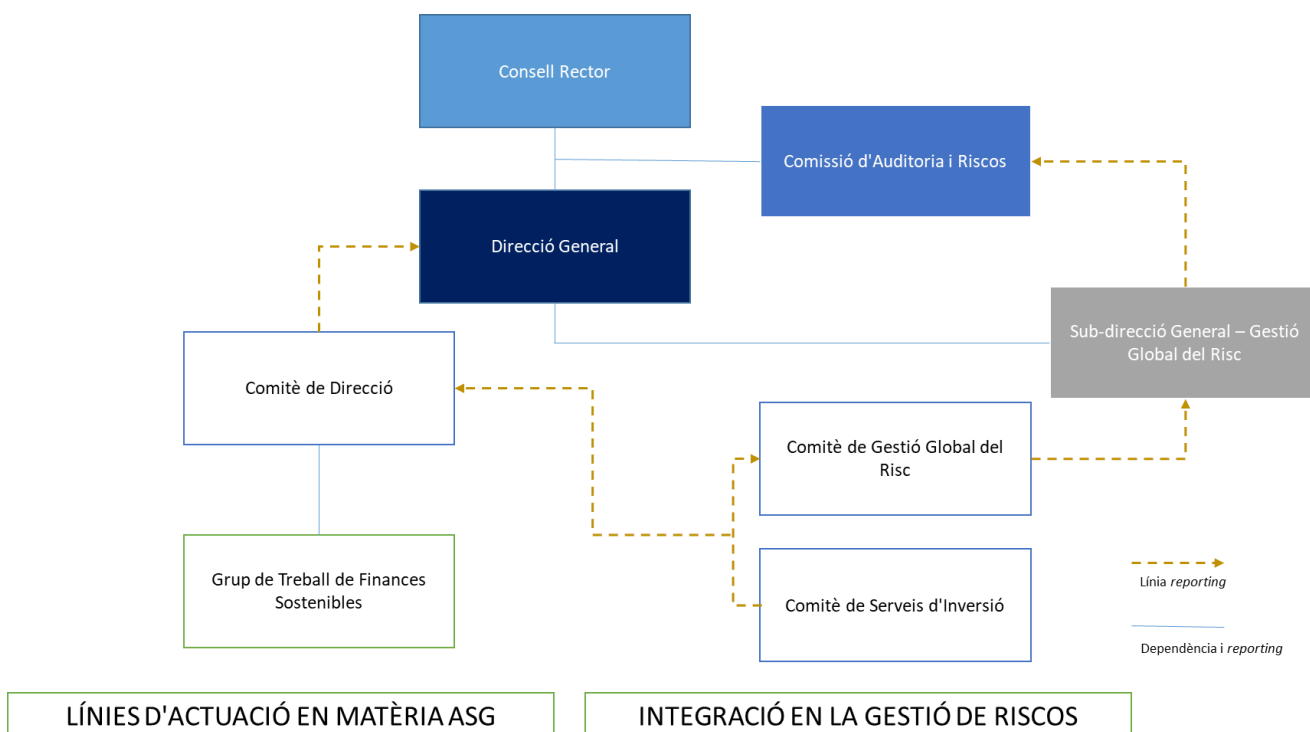 Consell Rector
Comissió d'Auditoria i Riscos
Direcció General
Sub-direcció General – Gestió
Global del Risc
Comitè de Direcció
Comitè de Gestió Global del
Risc
Grup de Treball de Finances
Sostenibles
Comitè de Serveis d'Inversió
Línia reporting
Dependència i reporting
LÍNIES D'ACTUACIÓ EN MATÈRIA ASG
INTEGRACIÓ EN LA GESTIÓ DE RISCOS